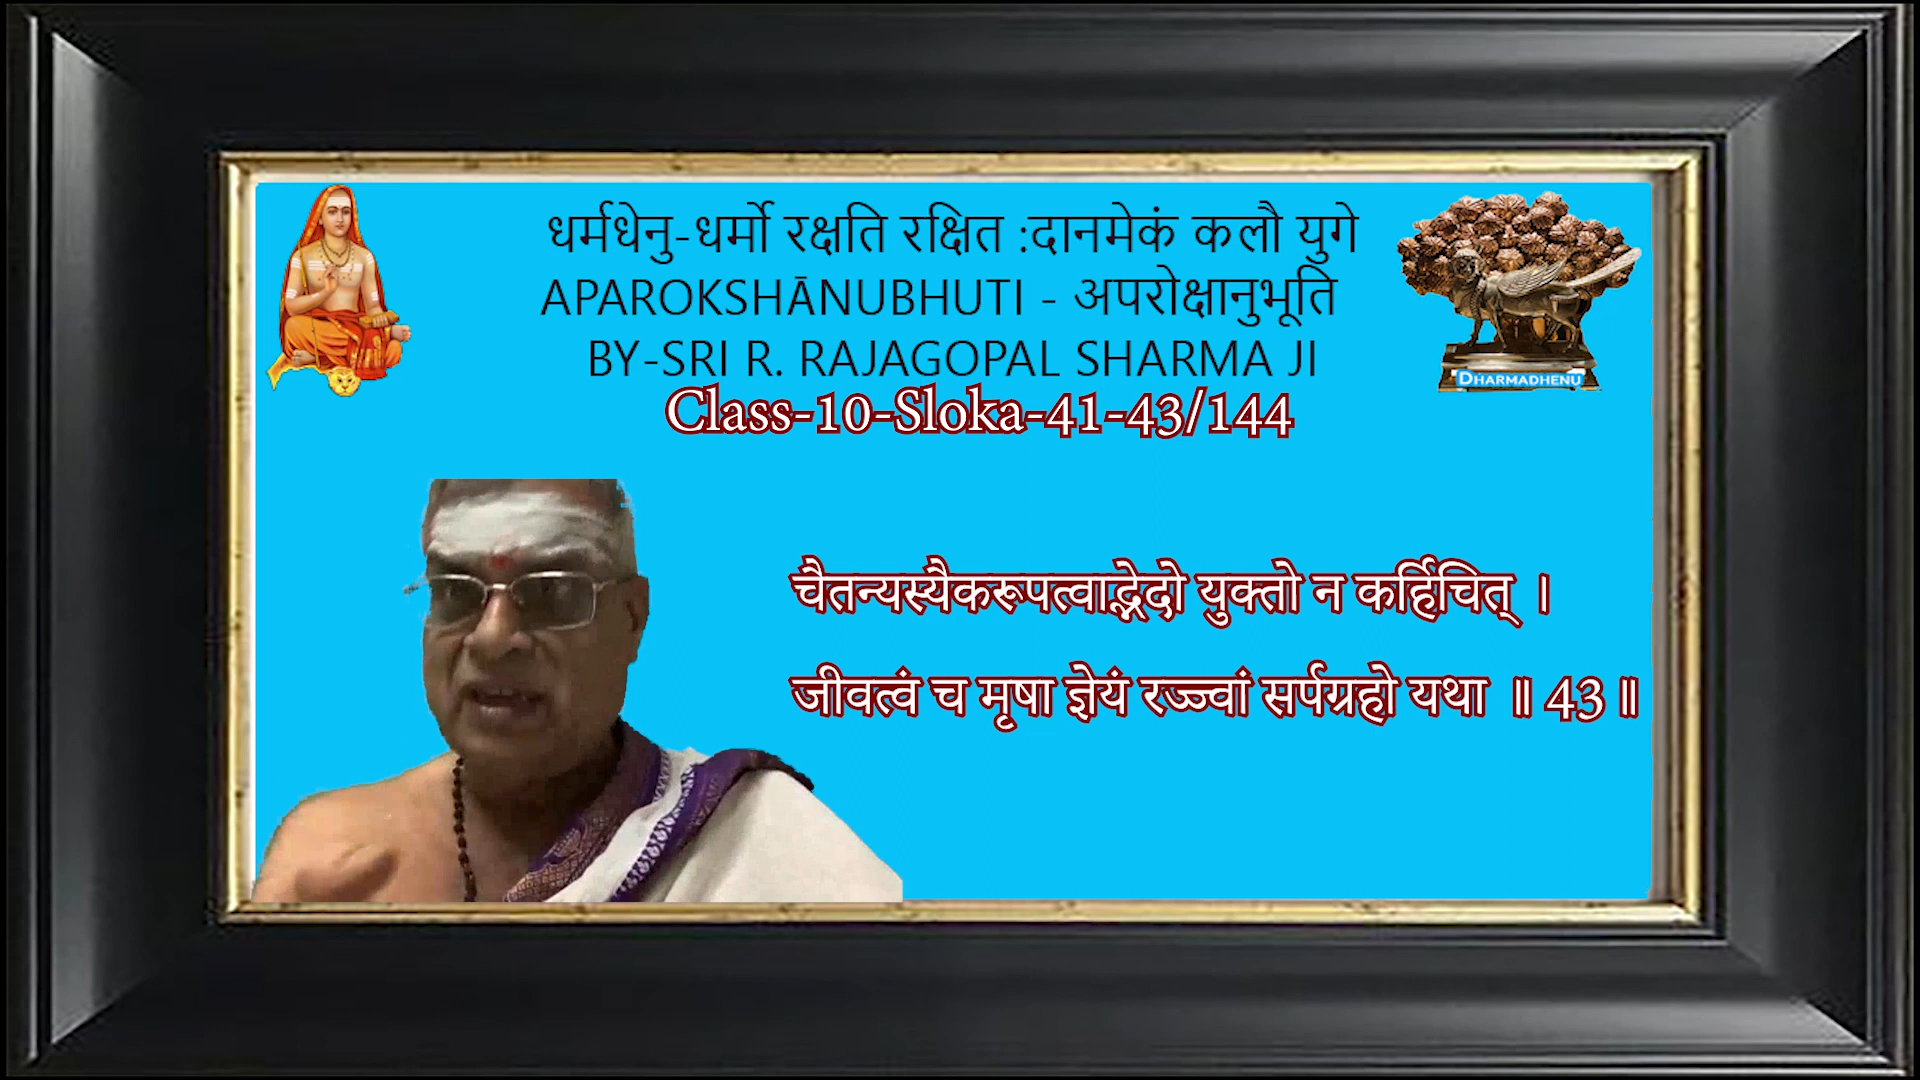 धर्मधेनु-धर्मो रक्षति रक्षित :दानमेकं कलौ युगे
APAROKSHĀNUBHUTI - अपरोक्षानुभूति
BY-SRI R. RAJAGOPAL SHARMA JI
Class-10-Sloka-41-43/144
DHARMADHENU
चैतन्यस्यैकरूपत्वाद्भेदो युक्तो न कर्हिचित् ।
जीवत्वं च मृषा ज्ञेयं रज्ज्वां सर्पग्रहो यथा ॥ 43 ॥